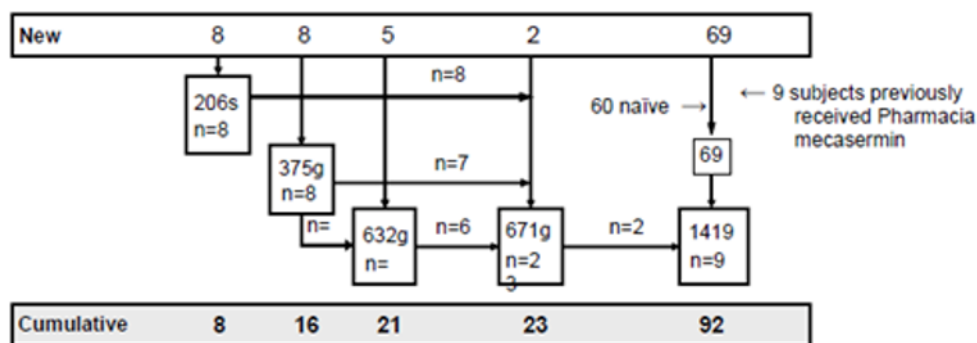 New 8 8 5 2 69
n=8
206s
n=8
60 naïve → ← 9 subjects previously
received Pharmacia
mecasermin
69
375g
n=8
n=7
n=
632g
n=
n=6
671g
n=2
3
n=2
1419
n=9
Cumulative 8 16 21 23 92